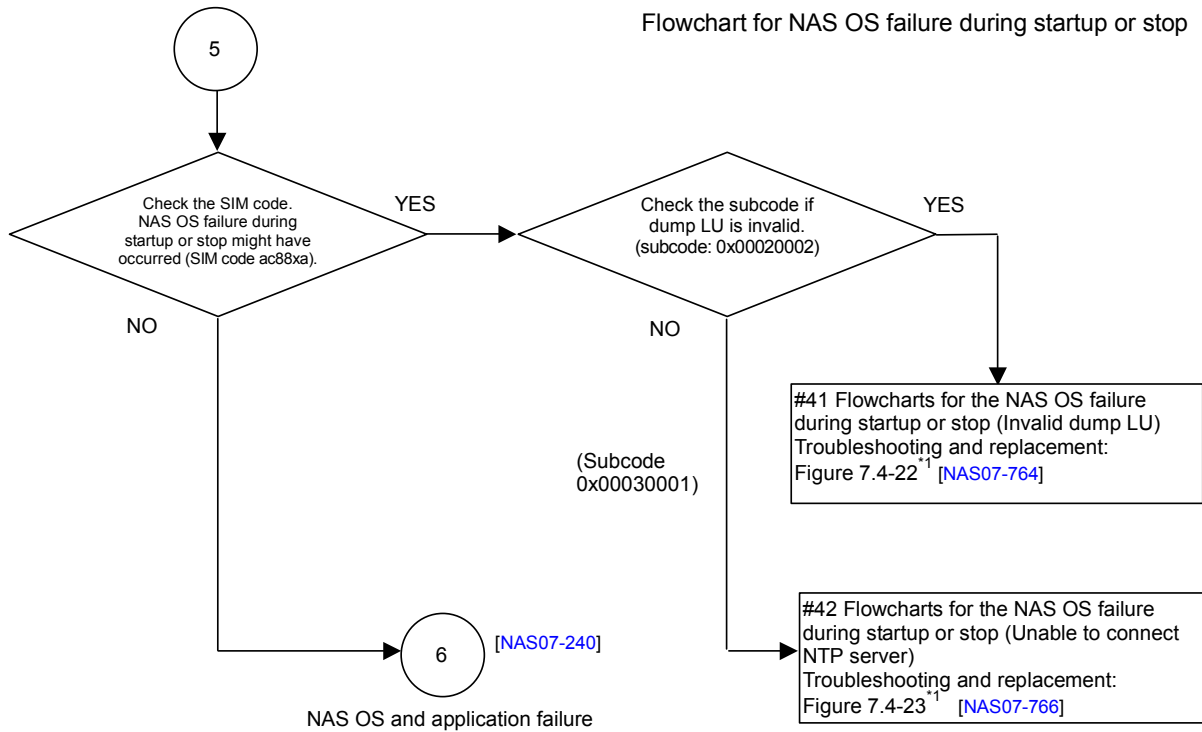 Flowchart for NAS OS failure during startup or stop
5
Check the SIM code.
NAS OS failure during
startup or stop might have
occurred (SIM code ac88xa).
YES
NO
Check the subcode if
dump LU is invalid.
(subcode: 0x00020002)
YES
NO
#41 Flowcharts for the NAS OS failure
during startup or stop (Invalid dump LU)
Troubleshooting and replacement:
Figure 7.4-22*1 [NAS07-764]
(Subcode
0x00030001)
#42 Flowcharts for the NAS OS failure
during startup or stop (Unable to connect
NTP server)
Troubleshooting and replacement:
Figure 7.4-23*1 [NAS07-766]
6
[NAS07-240]
NAS OS and application failure